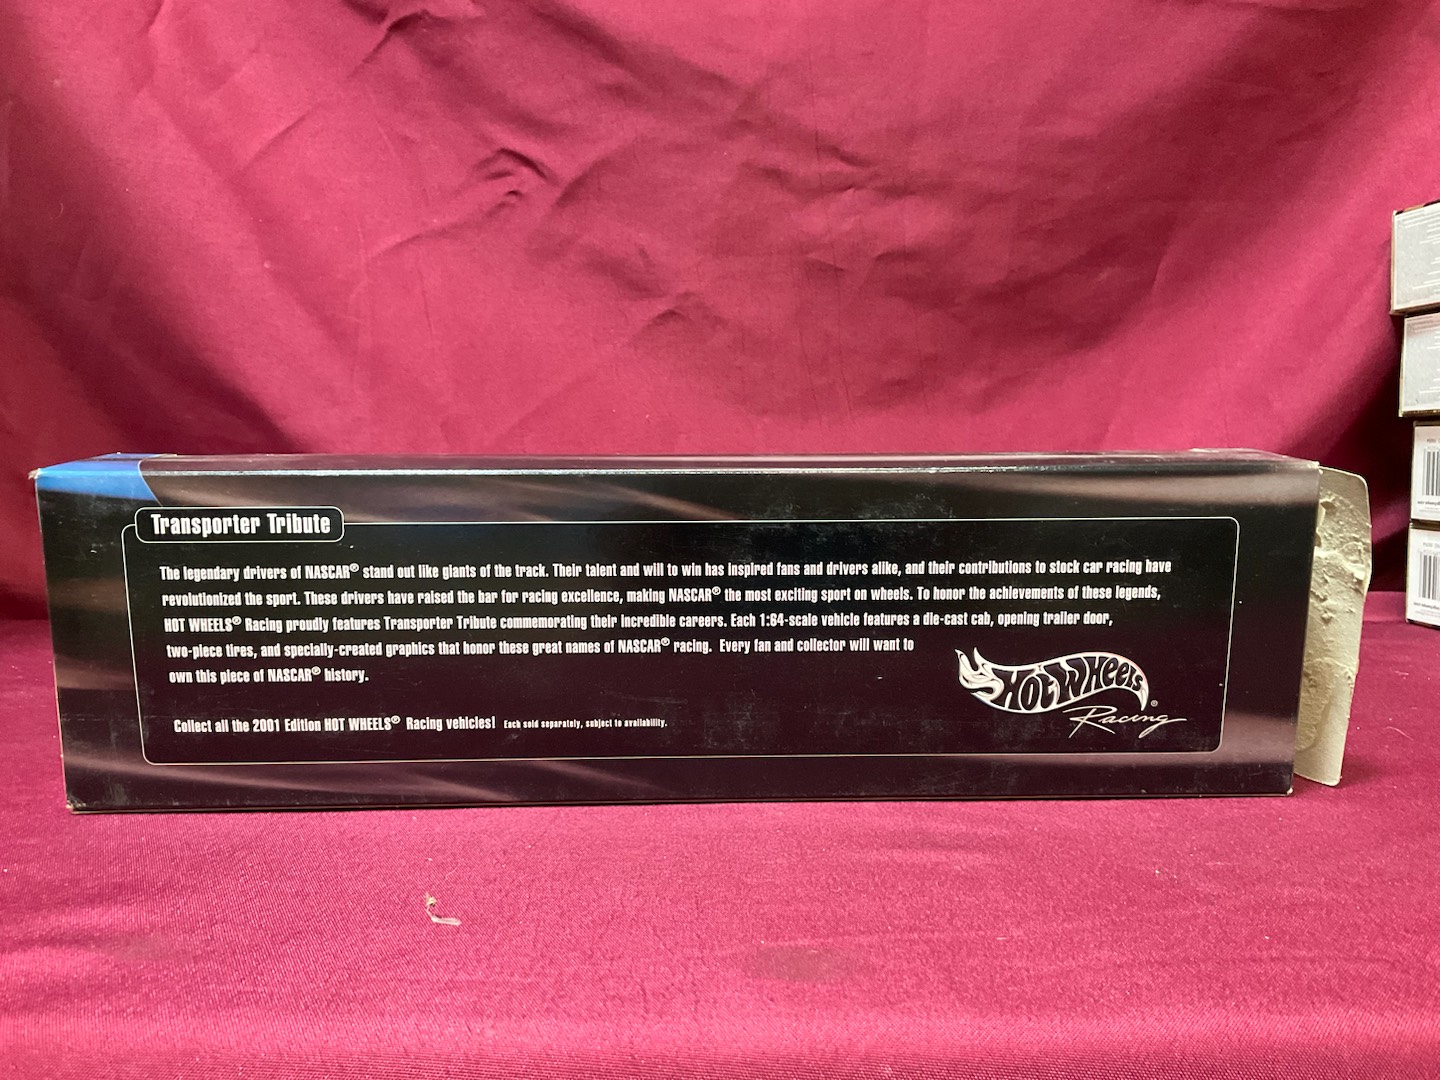 Transporter Tribute
The legendary drivers of NASCAR® stand out like giants of the track. Their talent and will to win has inspired fans and drivers alike, and their contributions to stock car racing have
revolutionized the sport. These drivers have raised the bar for racing excellence, making NASCAR® the most exciting sport on wheels. To honor the achievements of these legends,
HOT WHEELS® Racing proudly features Transporter Tribute commemorating their incredible careers. Each 1:64-scale vehicle features a die-cast cab, opening trailer door,
two-piece tires, and specially-created graphics that honor these great names of NASCAR® racing. Every fan and collector will want to
own this piece of NASCAR® history.
Collect all the 2001 Edition HOT WHEELS® Racing vehicles! Each sold separately, subject to availability.
Hot Wheels®
Racing